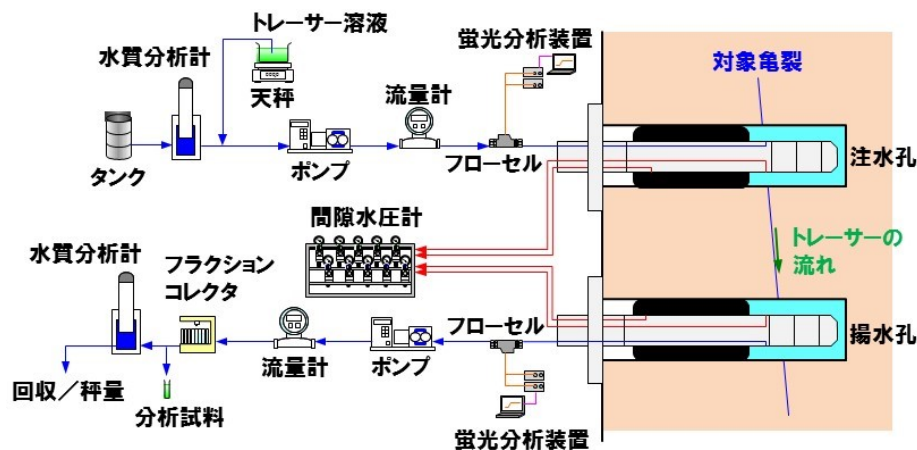 トレーサー溶液
水質分析計
天秤
蛍光分析装置
流量計
対象亀裂
タンク
ポンプ
フローセル
注水孔
間隙水圧計
トレーサーの
流れ
水質分析計
フラクション
コレクタ
フローセル
揚水孔
流量計
ポンプ
回収／秤量
分析試料
蛍光分析装置